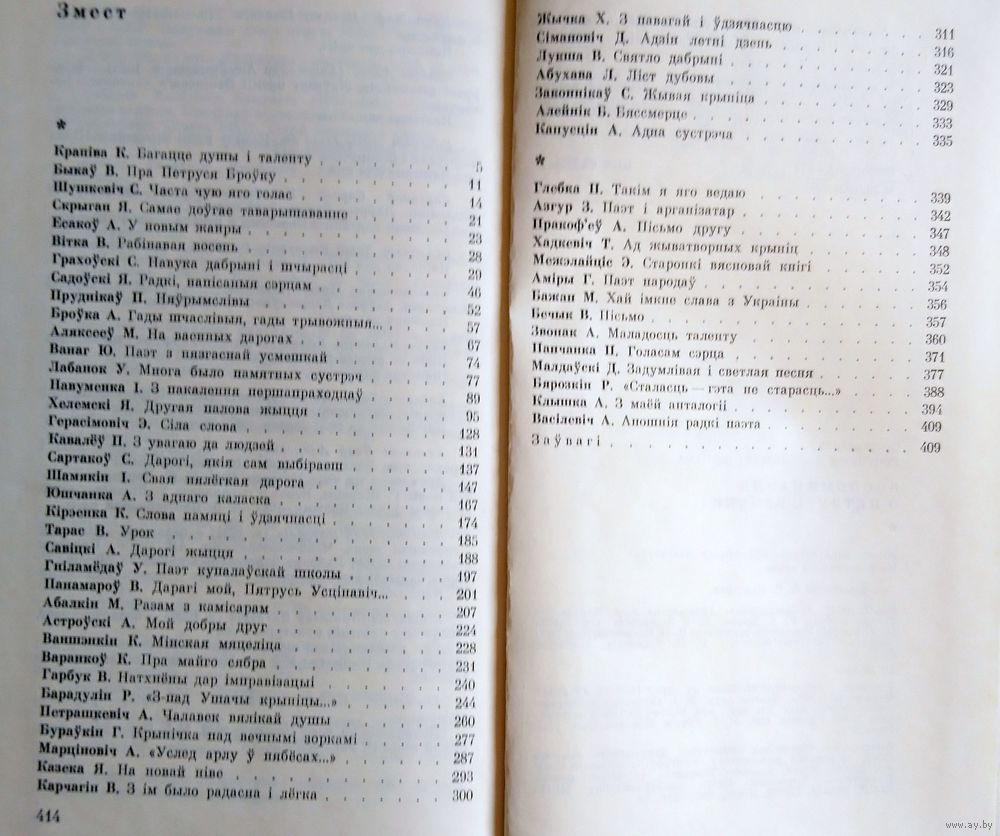 Змест
*
Крапіва К. Багацце душы і таленту . . . . . . . . 5
Быкаў В. Пра Петруся Броўку . . . . . . . . 11
Шушкевіч С. Часта чую яго голас . . . . . . . . 14
Скрыган Я. Самае доўгае таварышаванне . . . . . . 21
Есакоў А. У новым жанры . . . . . . . . 23
Вітка В. Рабінавая восень . . . . . . . . 28
Грахоўскі С. Навука дабрыні і шчырасці . . . . . . 29
Садоўскі Я. Радкі, напісаныя сэрцам . . . . . . . 46
Пруднікаў П. Няўрымслівы . . . . . . . . 52
Броўка А. Гады шчаслівыя, гады трывожныя... . . . . . 57
Аляксееў М. На ваенных дарогах . . . . . . . . 67
Ванаг Ю. Паэт з нязгаснай усмешкай . . . . . . . 74
Лабанок У. Многа было памятных сустрэч . . . . . . 77
Навуменка І. З пакалення першапраходцаў . . . . . . 89
Хелемскі Я. Другая палова жыцця . . . . . . . . 95
Герасімовіч Э. Сіла слова . . . . . . . . 128
Кавалёў П. З увагаю да людзей . . . . . . . . 131
Сартакоў С. Дарогі, якія сам выбіраеш . . . . . . 137
Шамякін І. Свая нялёгкая дарога . . . . . . . . 147
Юпчанка А. З аднаго каласка . . . . . . . . 167
Кірэенка К. Слова памяці і ўдзячнасці . . . . . . 174
Тарас В. Урок . . . . . . . . 185
Савіцкі А. Дарогі жыцця . . . . . . . . 188
Гніламёдаў У. Паэт купалаўскай школы . . . . . . 197
Панамароў В. Дарагі мой, Пятрусь Усцінавіч... . . . . 201
Абалкін М. Разам з камісарам . . . . . . . . 207
Астроўскі А. Мой добры друг . . . . . . . . 224
Ваншэнкін К. Мінская мяцеліца . . . . . . . . 228
Варанкоў К. Пра майго сябра . . . . . . . . 231
Гарбук В. Натхнёны дар імправізацыі . . . . . . . 240
Барадулін Р. «З-пад Ушачы крыніцы...» . . . . . . 244
Петрашкевіч А. Чалавек вялікай душы . . . . . . . 260
Бураўкін Г. Крынічка пад вечнымі зоркамі . . . . . 277
Марціновіч А. «Услед арлу ў нябёсах...» . . . . . . 287
Казека Я. На новай ніве . . . . . . . . 293
Карчагін В. З ім было радасна і лёгка . . . . . . 300
414
Жычка Х. З павагай і ўдзячнасцю . . . . . . . 311
Сімановіч Д. Адзін летні дзень . . . . . . . . 316
Лукша В. Святло дабрыні . . . . . . . . 321
Абухава Л. Ліст дубовы . . . . . . . . 323
Законнікаў С. Жывая крыніца . . . . . . . . 329
Алейнік Б. Бяссмерце . . . . . . . . 333
Капусцін А. Адна сустрэча . . . . . . . . 335
*
Глебка П. Такім я яго ведаю . . . . . . . . 339
Азгур З. Паэт і арганізатар . . . . . . . . 342
Пракоф'еў А. Пісьмо другу . . . . . . . . 347
Хадкевіч Т. Ад жыватворных крыніц . . . . . . 348
Межэлайціс Э. Старонкі вясновай кнігі . . . . . . 352
Аміры Г. Паэт народаў . . . . . . . . 354
Бажан М. Хай імкне слава з Украіны . . . . . . 356
Бечык В. Пісьмо . . . . . . . . 357
Звонак А. Маладосць таленту . . . . . . . . 360
Панчанка П. Голасам сэрца . . . . . . . . 371
Малдаўскі Д. Задумлівая і светлая песня . . . . . . 377
Бярозкін Р. «Сталасць — гэта не старасць...» . . . . . 388
Клышка А. З маёй анталогіі . . . . . . . . 394
Васілевіч А. Апошнія радкі паэта . . . . . . . . 409
Заўвагі . . . . . . . . 409
www.ay.by